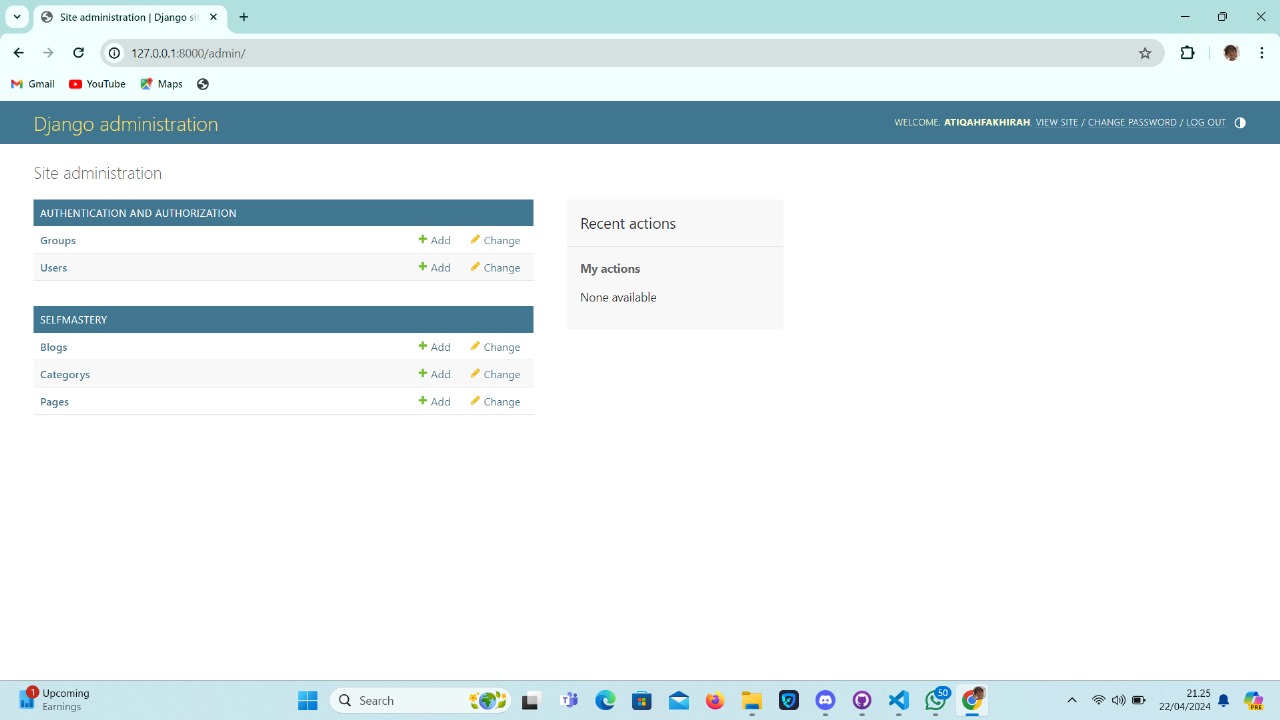 Site administration | Django si
127.0.0.1:8000/admin/
Gmail YouTube Maps
Django administration
WELCOME, ATIQAHFAKHIRAH. VIEW SITE / CHANGE PASSWORD / LOG OUT
Site administration
AUTHENTICATION AND AUTHORIZATION
Groups Add Change
Users Add Change
SELFMASTERY
Blogs Add Change
Categorys Add Change
Pages Add Change
Recent actions
My actions
None available
1 Upcoming
Earnings
Search
50
21.25
22/04/2024
PRE